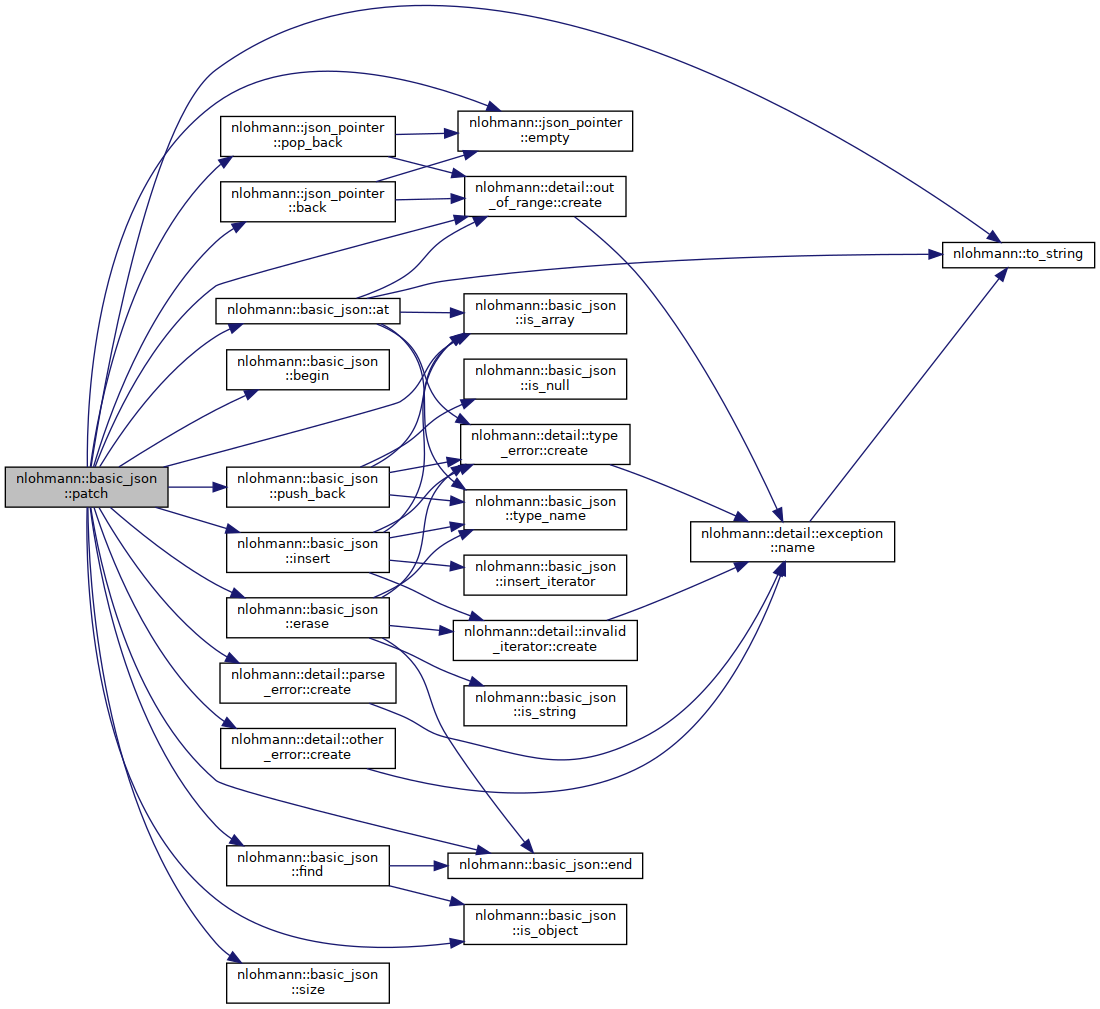 nlohmann::basic_json
::patch
nlohmann::json_pointer
::pop_back
nlohmann::json_pointer
::back
nlohmann::basic_json::at
nlohmann::basic_json
::begin
nlohmann::basic_json
::push_back
nlohmann::basic_json
::insert
nlohmann::basic_json
::erase
nlohmann::detail::parse
_error::create
nlohmann::detail::other
_error::create
nlohmann::basic_json
::find
nlohmann::basic_json
::size
nlohmann::json_pointer
::empty
nlohmann::detail::out
_of_range::create
nlohmann::basic_json
::is_array
nlohmann::basic_json
::is_null
nlohmann::detail::type
_error::create
nlohmann::basic_json
::type_name
nlohmann::basic_json
::insert_iterator
nlohmann::detail::invalid
_iterator::create
nlohmann::basic_json
::is_string
nlohmann::basic_json::end
nlohmann::basic_json
::is_object
nlohmann::detail::exception
::name
nlohmann::to_string